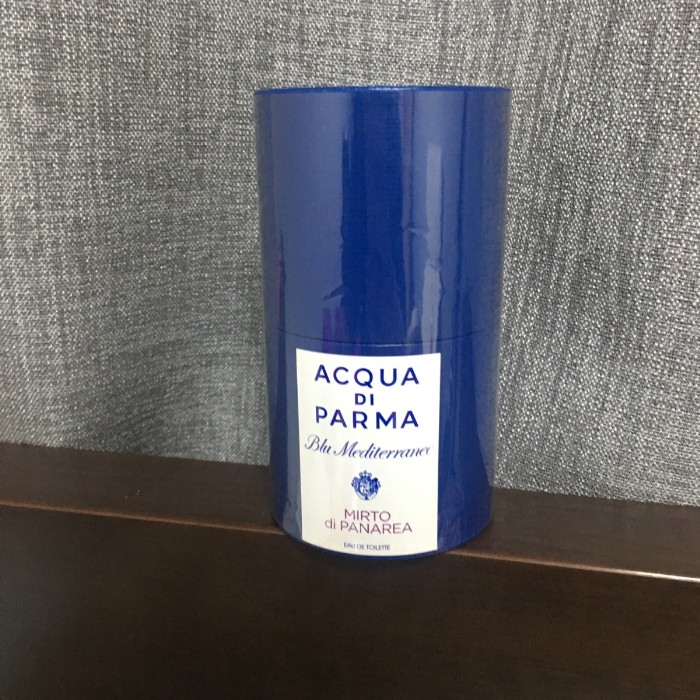 ACQUA
DI
PARMA
Blu Mediterraneo
MIRTO
di PANAREA
EAU DE TOILETTE